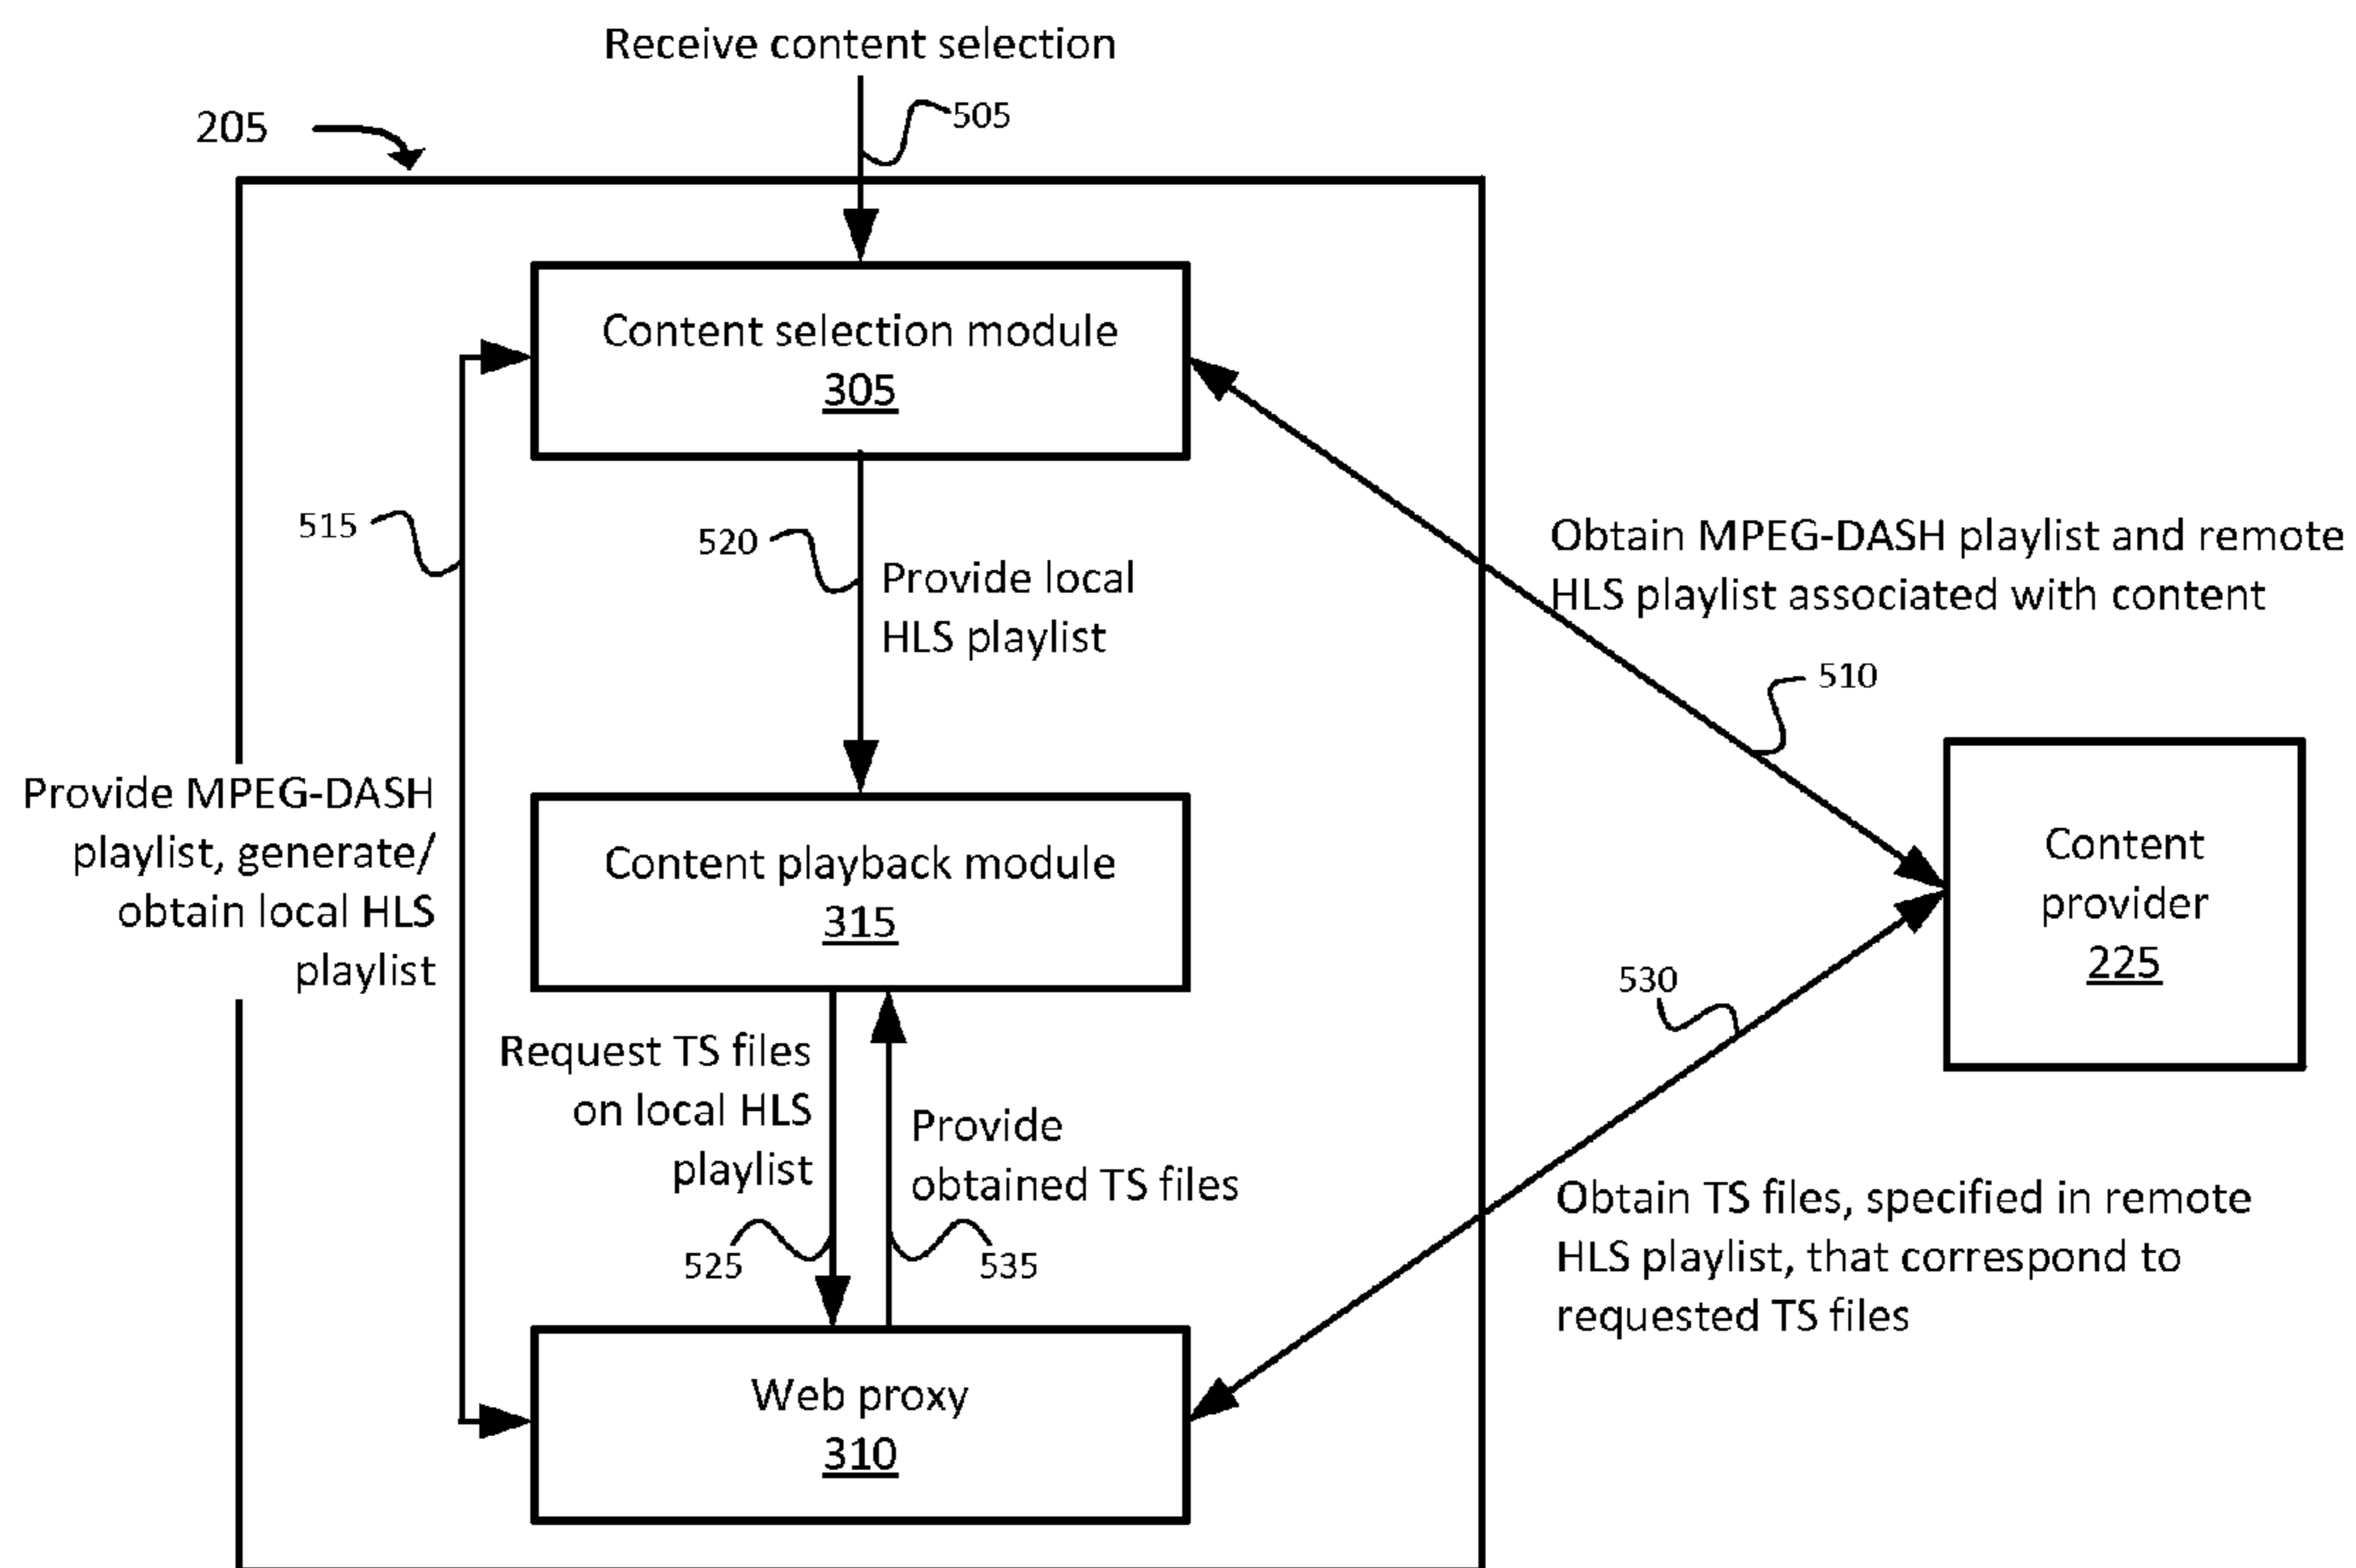 Receive content selection
505
205
Content selection module
305
515
520
Provide local
HLS playlist
Obtain MPEG-DASH playlist and remote
HLS playlist associated with content
510
Provide MPEG-DASH
playlist, generate/
obtain local HLS
playlist
Content playback module
315
Content
provider
225
530
Request TS files
on local HLS
playlist
Provide
obtained TS files
525
535
Obtain TS files, specified in remote
HLS playlist, that correspond to
requested TS files
Web proxy
310